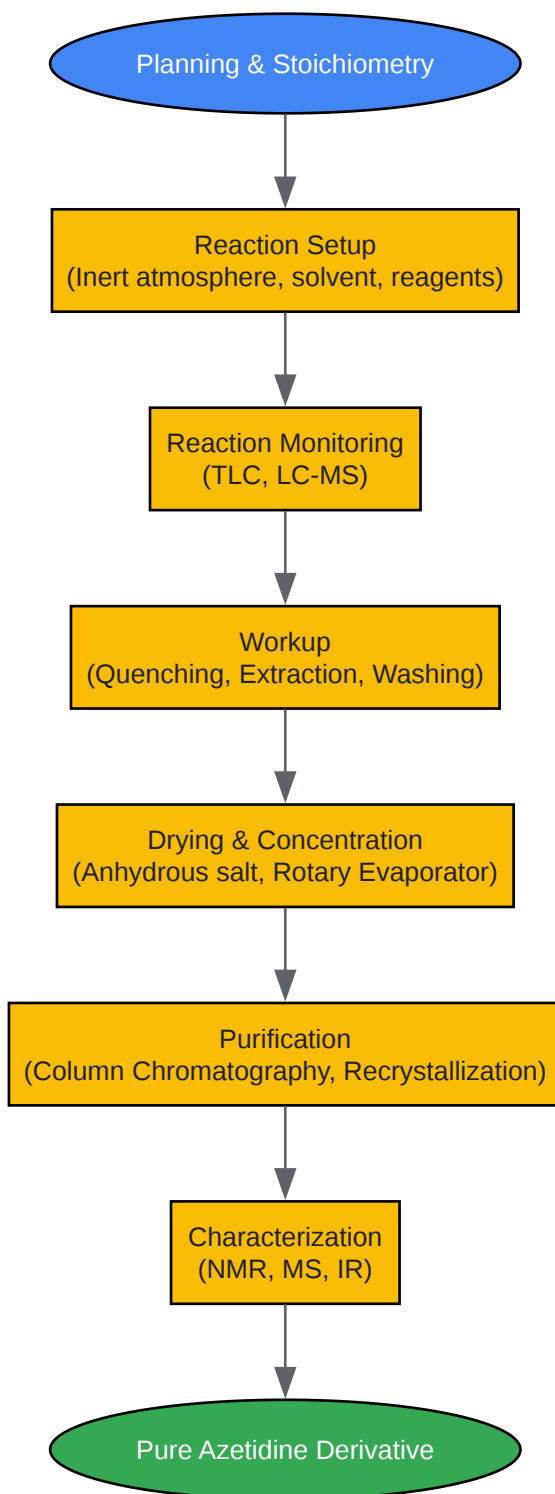 Planning & Stoichiometry
Reaction Setup
(Inert atmosphere, solvent, reagents)
Reaction Monitoring
(TLC, LC-MS)
Workup
(Quenching, Extraction, Washing)
Drying & Concentration
(Anhydrous salt, Rotary Evaporator)
Purification
(Column Chromatography, Recrystallization)
Characterization
(NMR, MS, IR)
Pure Azetidine Derivative